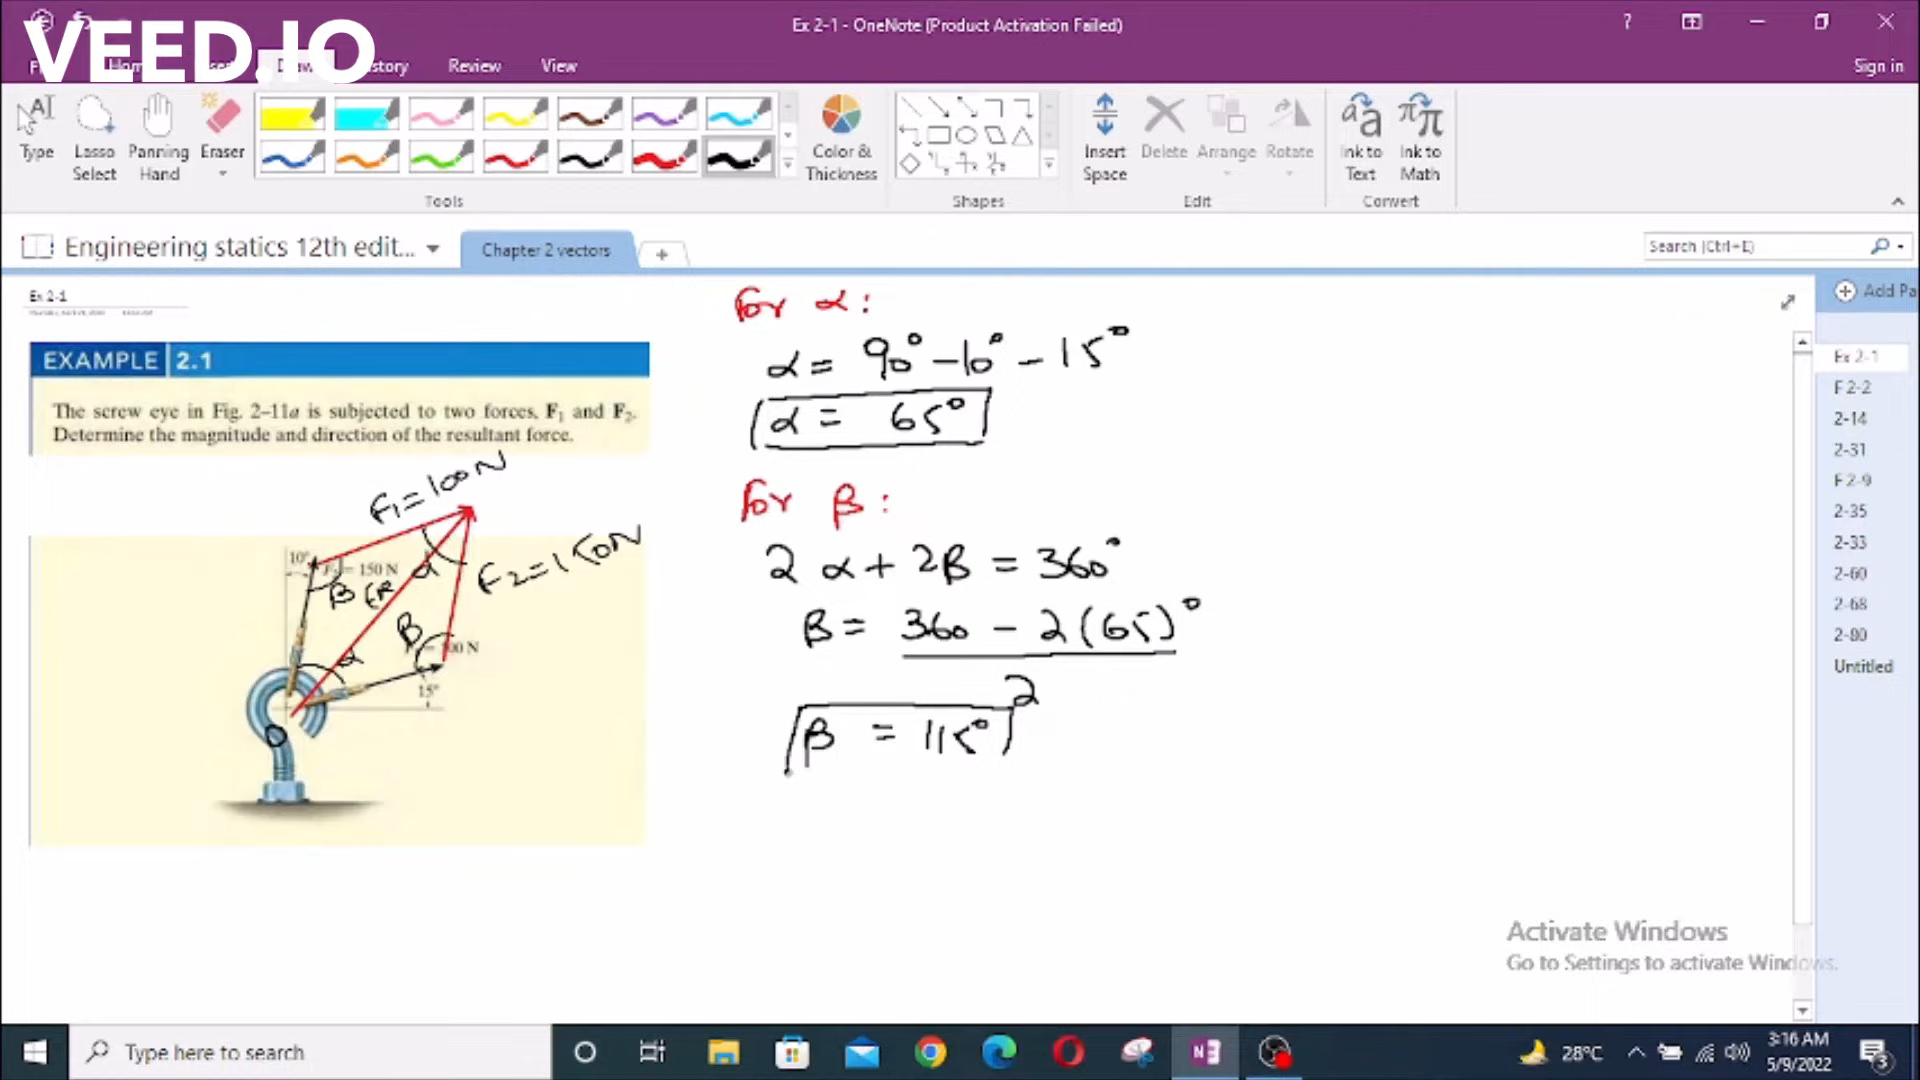 Ex 2-1 - OneNote (Product Activation Failed)
?
VEED.IO
Review
View
Sign in
Type
Lasso Select
Panning Hand
Eraser
Color & Thickness
Insert Space
Delete
Arrange
Rotate
Ink to Text
Ink to Math
Tools
Shapes
Edit
Convert
Engineering statics 12th edit...
Chapter 2 vectors
Search (Ctrl+E)
Ex 2-1
Add Pa
EXAMPLE 2.1
The screw eye in Fig. 2–11a is subjected to two forces, F₁ and F₂.
Determine the magnitude and direction of the resultant force.
F₁=100N
F₂=150N
10°
= 150 N
β
FR
α
β
α
15°
O
For α:
α = 90° - 10° - 15°
α = 65°
For β:
2 α + 2β = 360°
β = 360 - 2(65)°
2
β = 115°
Ex 2-1
F 2-2
2-14
2-31
F 2-9
2-35
2-33
2-60
2-68
2-80
Untitled
Activate Windows
Go to Settings to activate Windows.
Type here to search
28°C
3:16 AM
5/9/2022
3